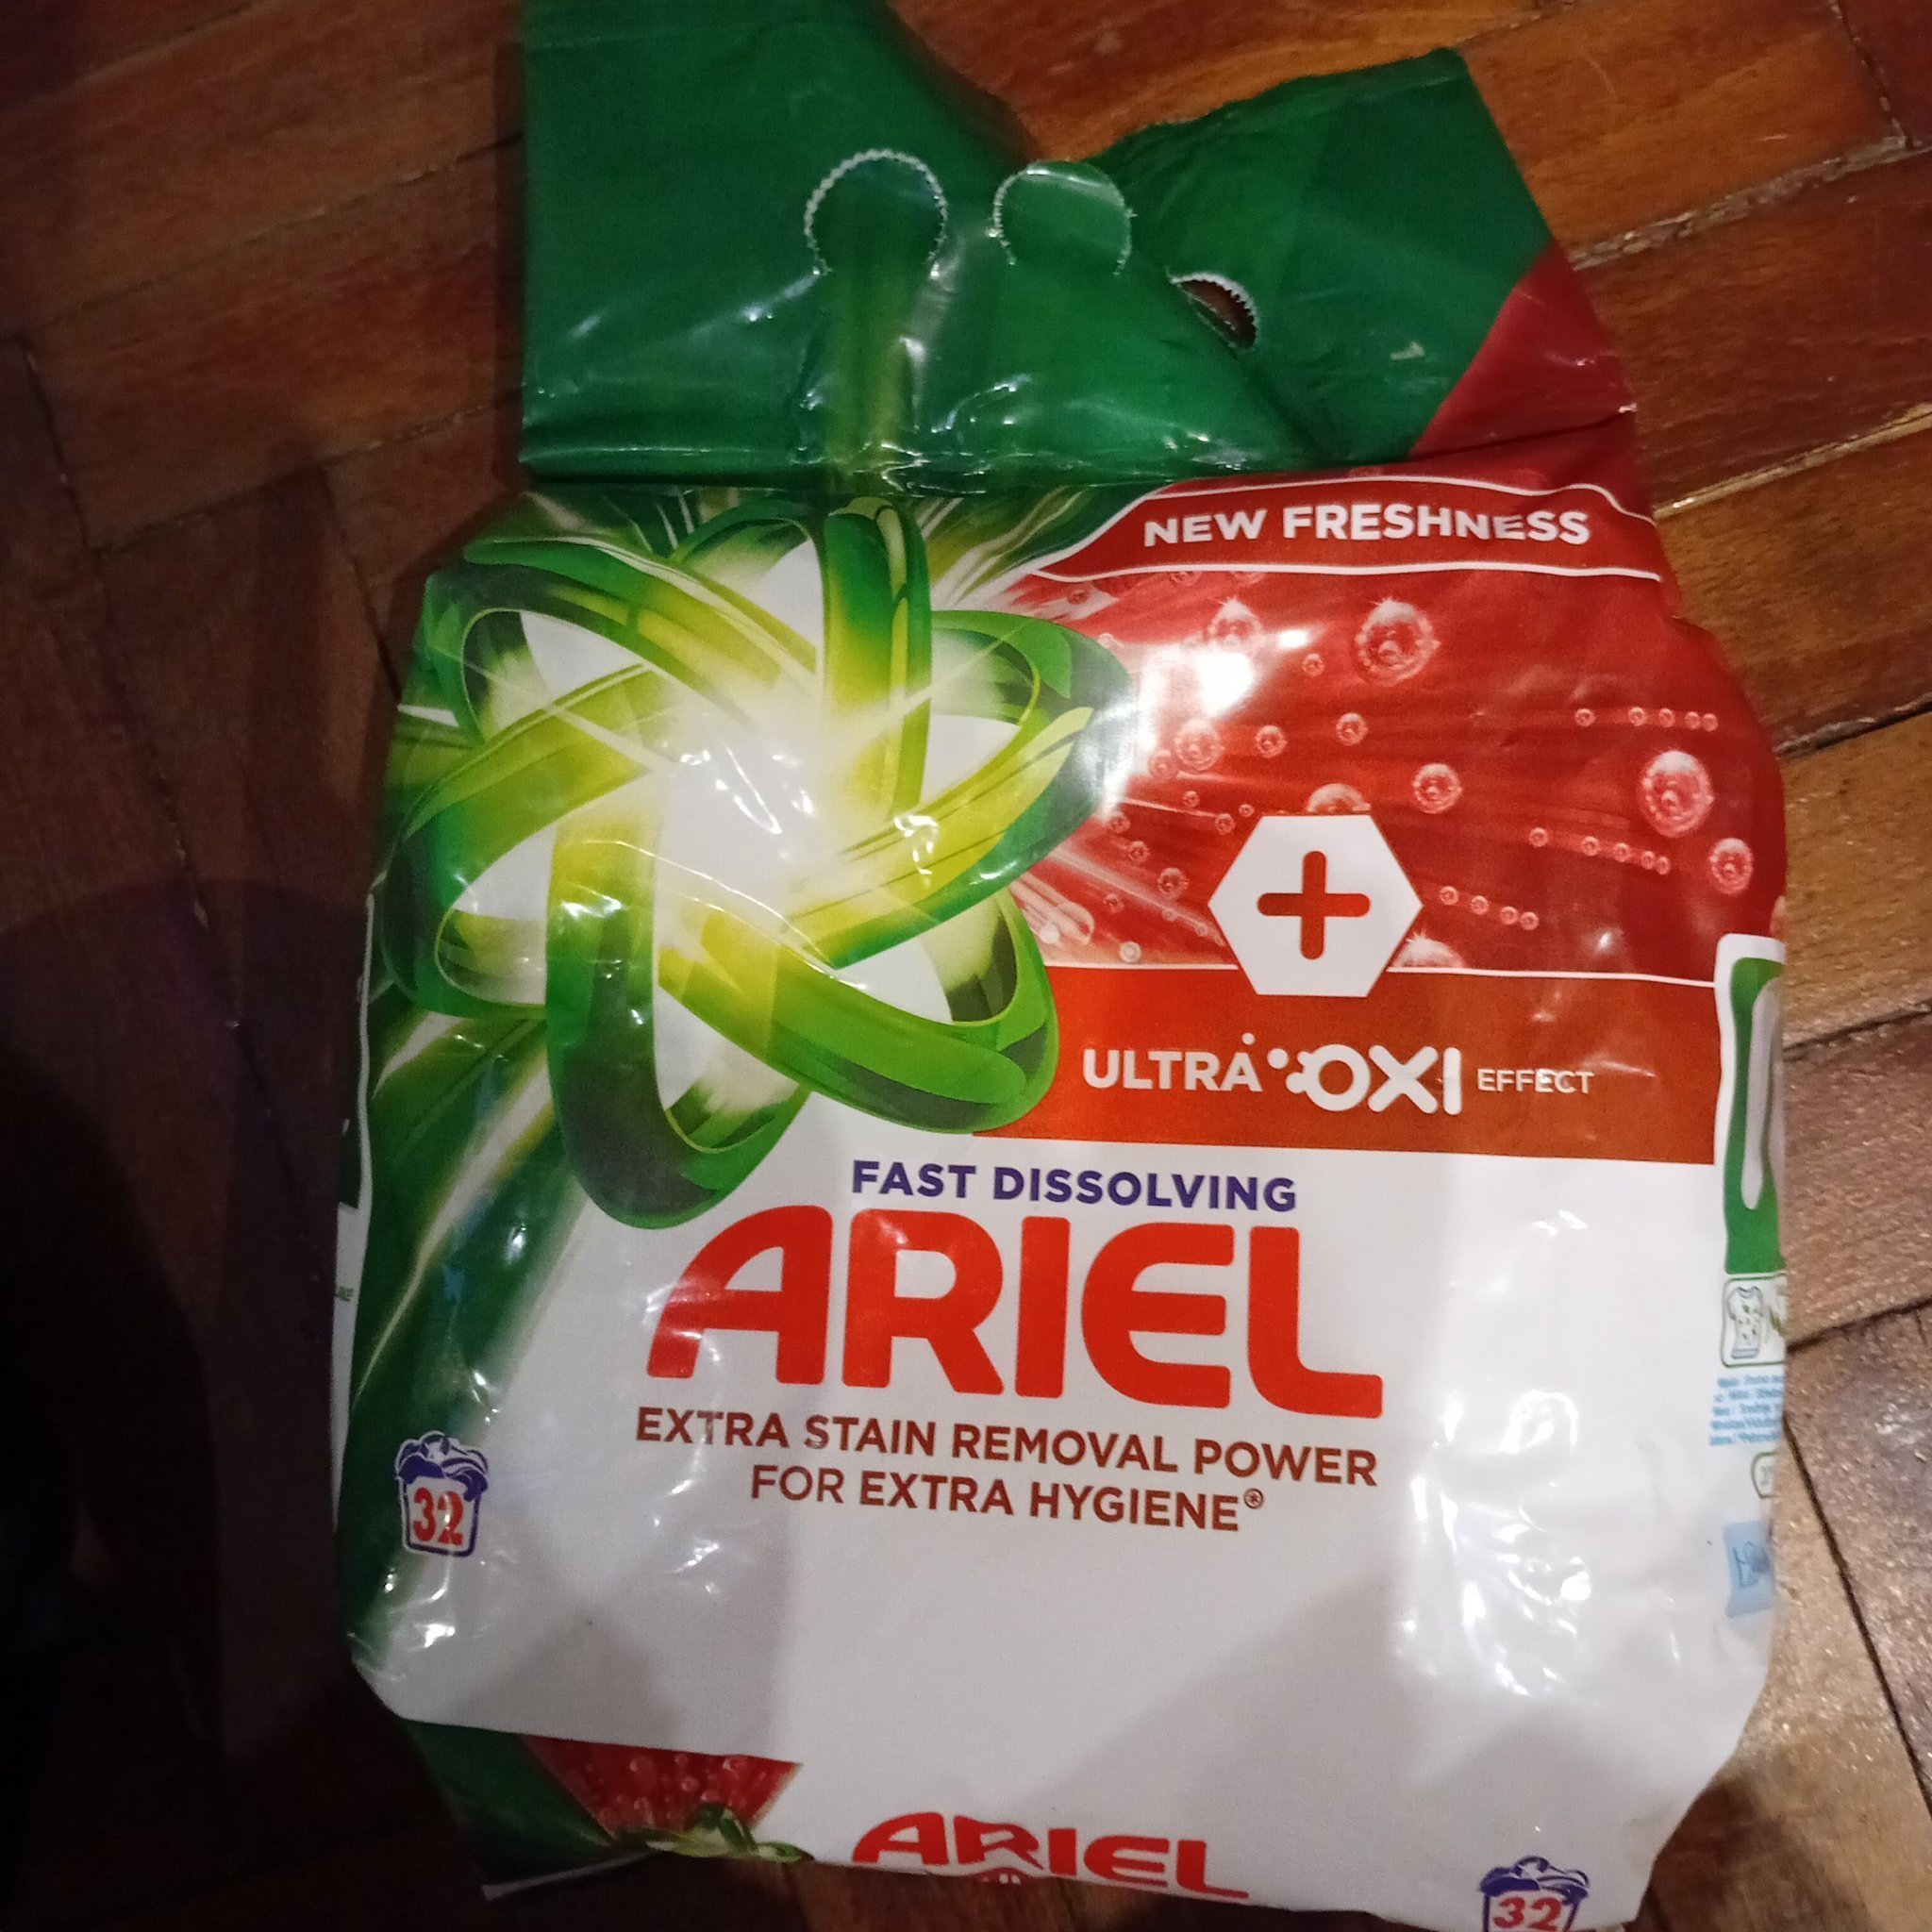 NEW FRESHNESS
ULTRA OXI EFFECT
FAST DISSOLVING
ARIEL
EXTRA STAIN REMOVAL POWER
FOR EXTRA HYGIENE
32
ARIEL
32